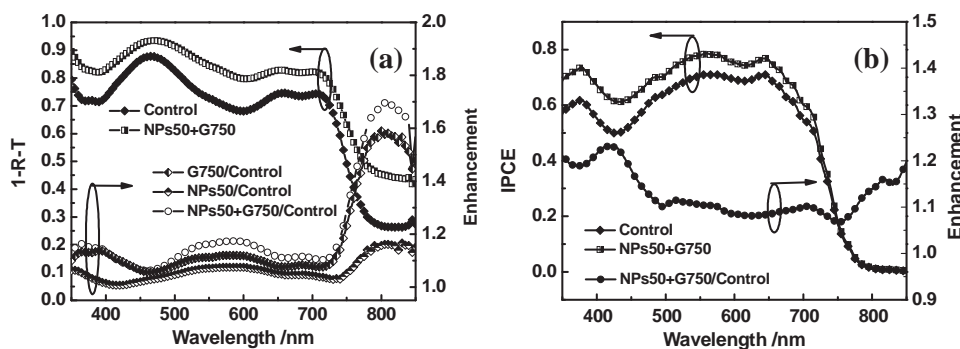 (a)
1-R-T
1.0
0.9
0.8
0.7
0.6
0.5
0.4
0.3
0.2
0.1
Control
NPs50+G750
G750/Control
NPs50/Control
NPs50+G750/Control
2.0
1.8
1.6
1.4
1.2
1.0
Enhancement
400 500 600 700 800
Wavelength /nm
(b)
IPCE
0.8
0.6
0.4
0.2
0.0
Control
NPs50+G750
NPs50+G750/Control
1.5
1.4
1.3
1.2
1.1
1.0
0.9
Enhancement
400 500 600 700 800
Wavelength /nm